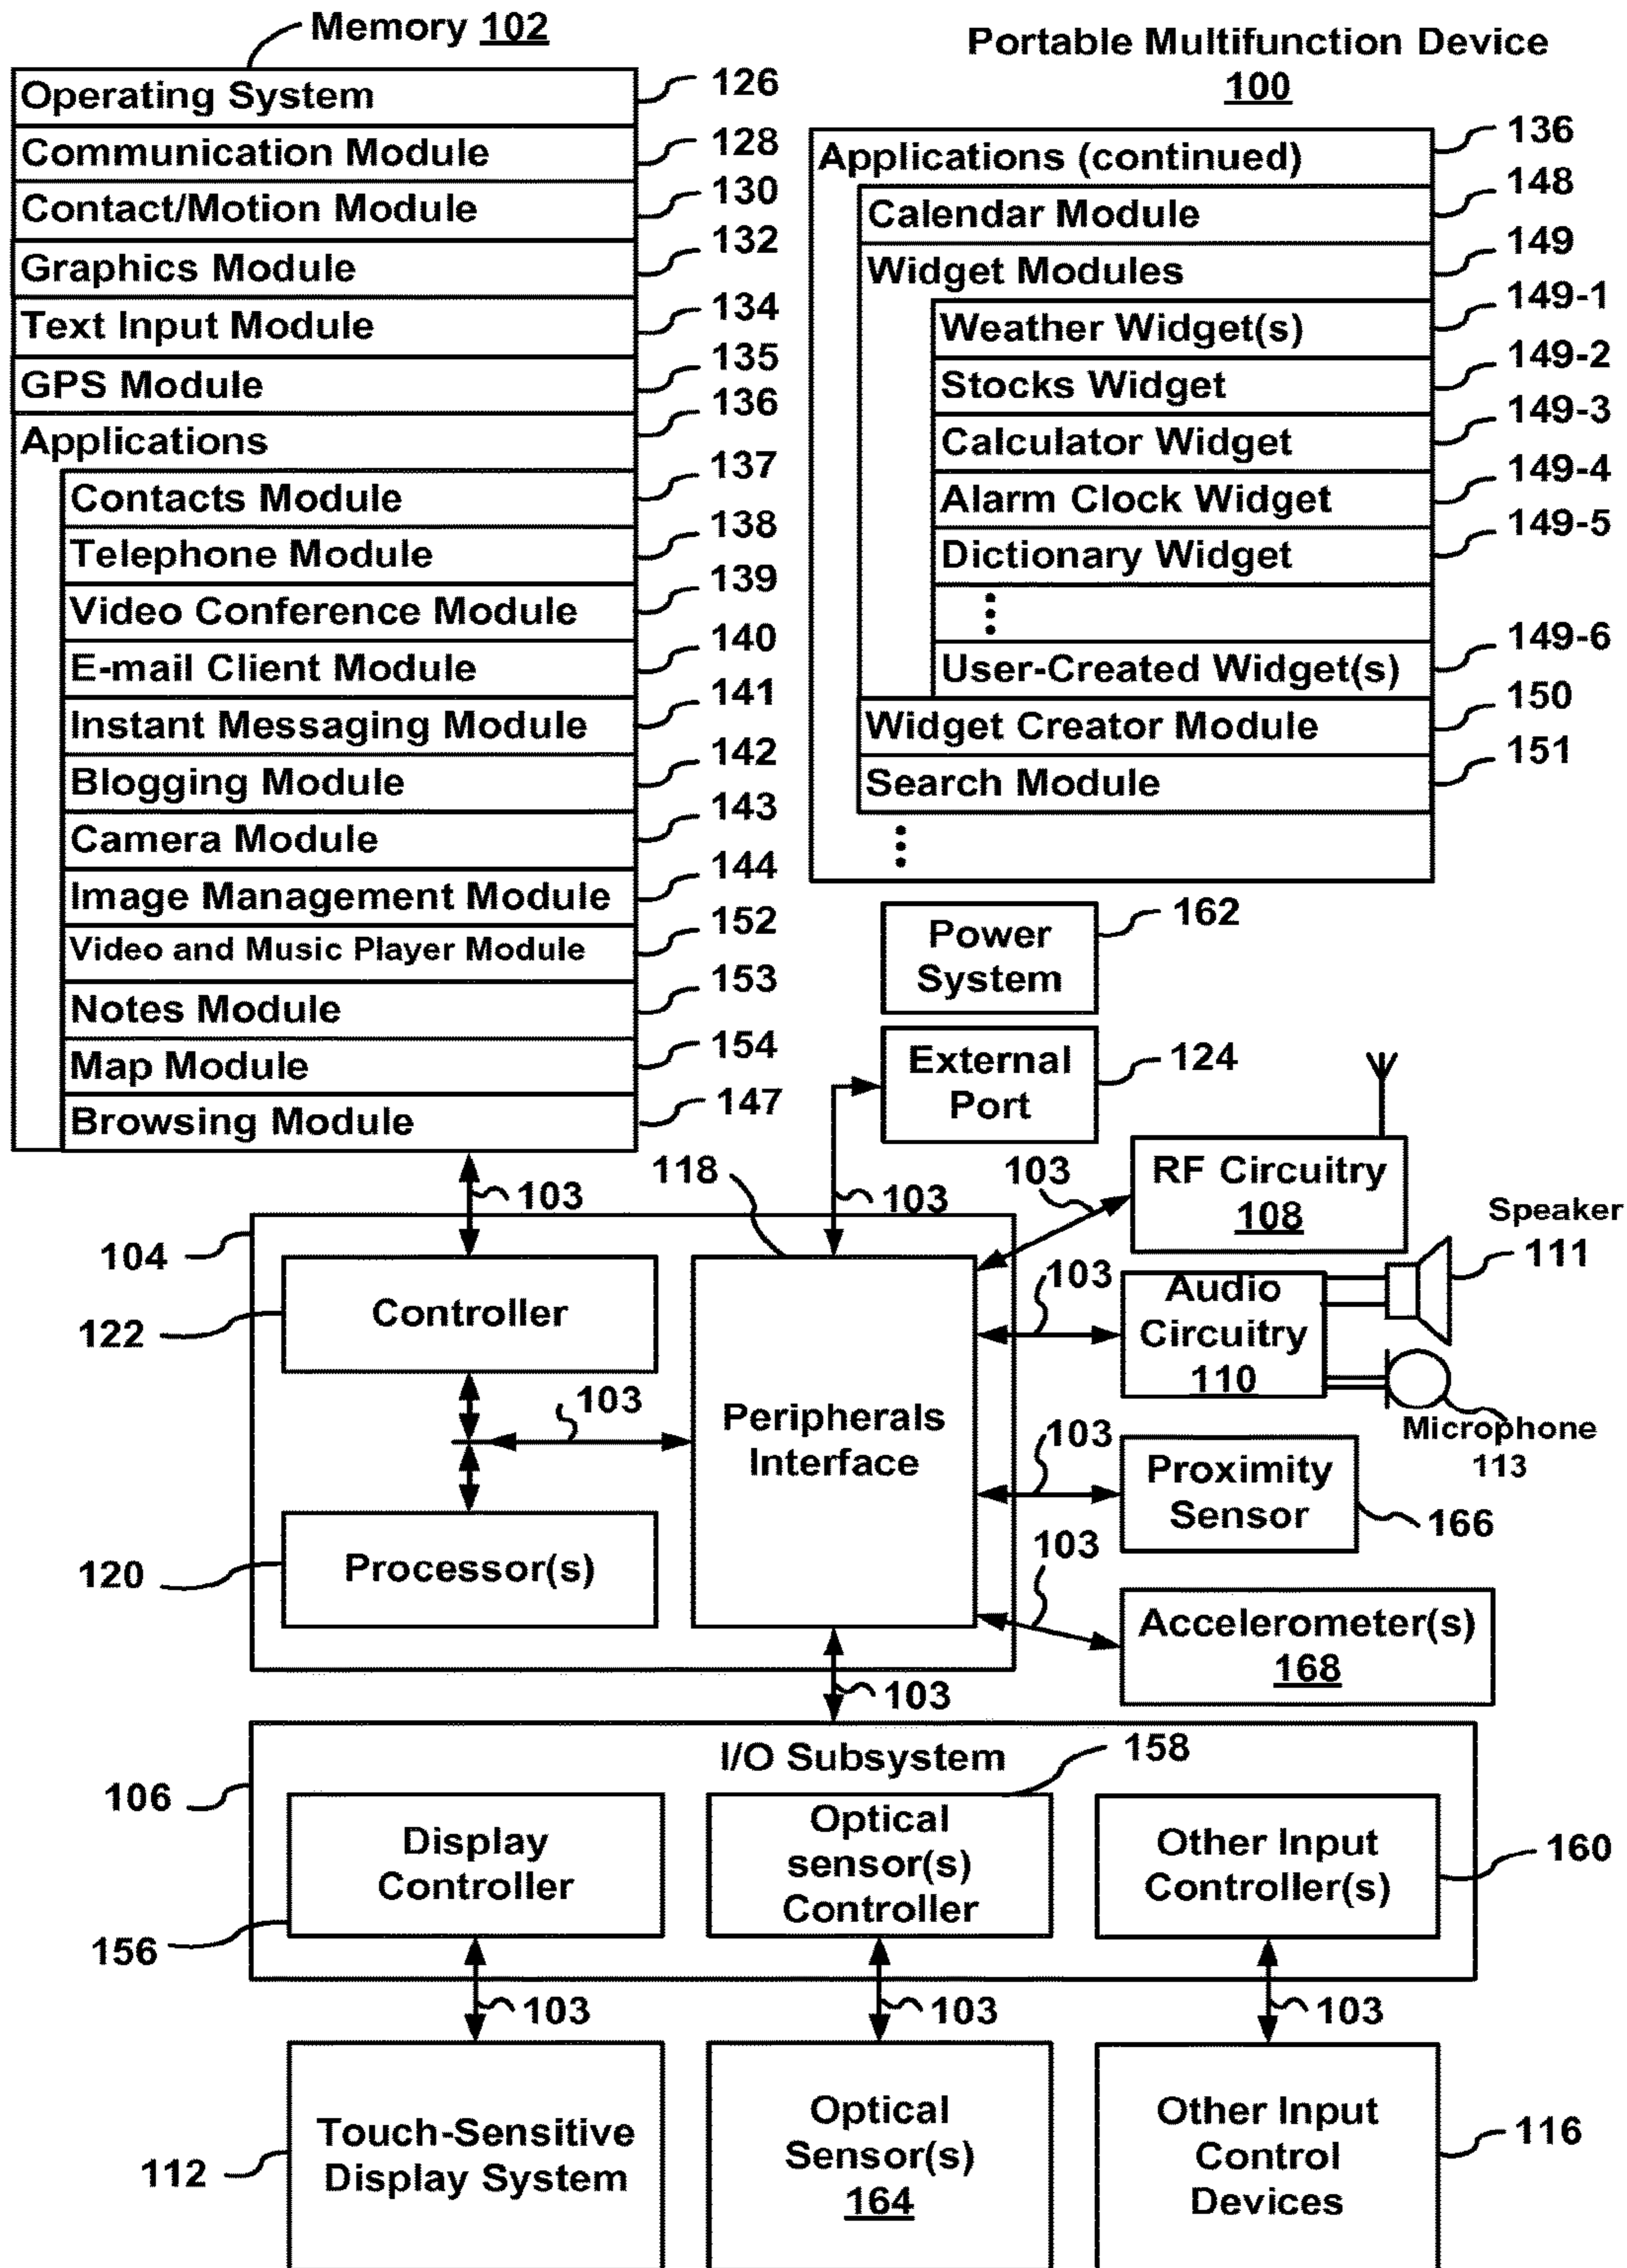 Memory 102
Operating System 126
Communication Module 128
Contact/Motion Module 130
Graphics Module 132
Text Input Module 134
GPS Module 135
Applications 136
Contacts Module 137
Telephone Module 138
Video Conference Module 139
E-mail Client Module 140
Instant Messaging Module 141
Blogging Module 142
Camera Module 143
Image Management Module 144
Video and Music Player Module 152
Notes Module 153
Map Module 154
Browsing Module 147
Portable Multifunction Device
100
Applications (continued) 136
Calendar Module 148
Widget Modules 149
Weather Widget(s) 149-1
Stocks Widget 149-2
Calculator Widget 149-3
Alarm Clock Widget 149-4
Dictionary Widget 149-5
User-Created Widget(s) 149-6
Widget Creator Module 150
Search Module 151
Power
System
162
External
Port
124
103
118
103
103
RF Circuitry
108
Speaker
111
104
122
Controller
103
Audio
Circuitry
110
Microphone
113
103
Peripherals
Interface
103
Proximity
Sensor
166
120
Processor(s)
103
Accelerometer(s)
168
103
I/O Subsystem
158
106
Display
Controller
156
Optical
sensor(s)
Controller
Other Input
Controller(s)
160
103
103
103
Touch-Sensitive
Display System
112
Optical
Sensor(s)
164
Other Input
Control
Devices
116